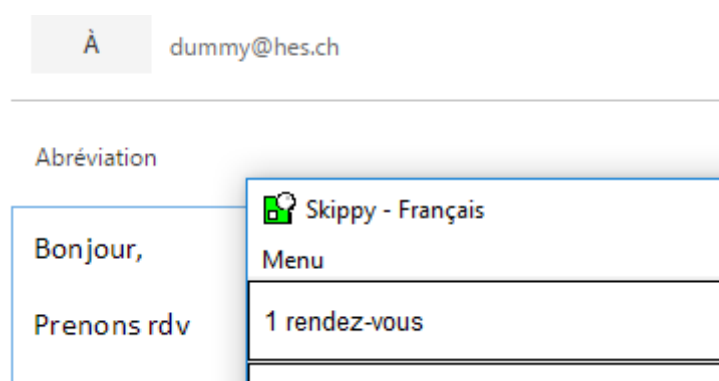 À dummy@hes.ch
Abréviation
Skippy - Français
Menu
Bonjour,
Prenons rdv
1 rendez-vous